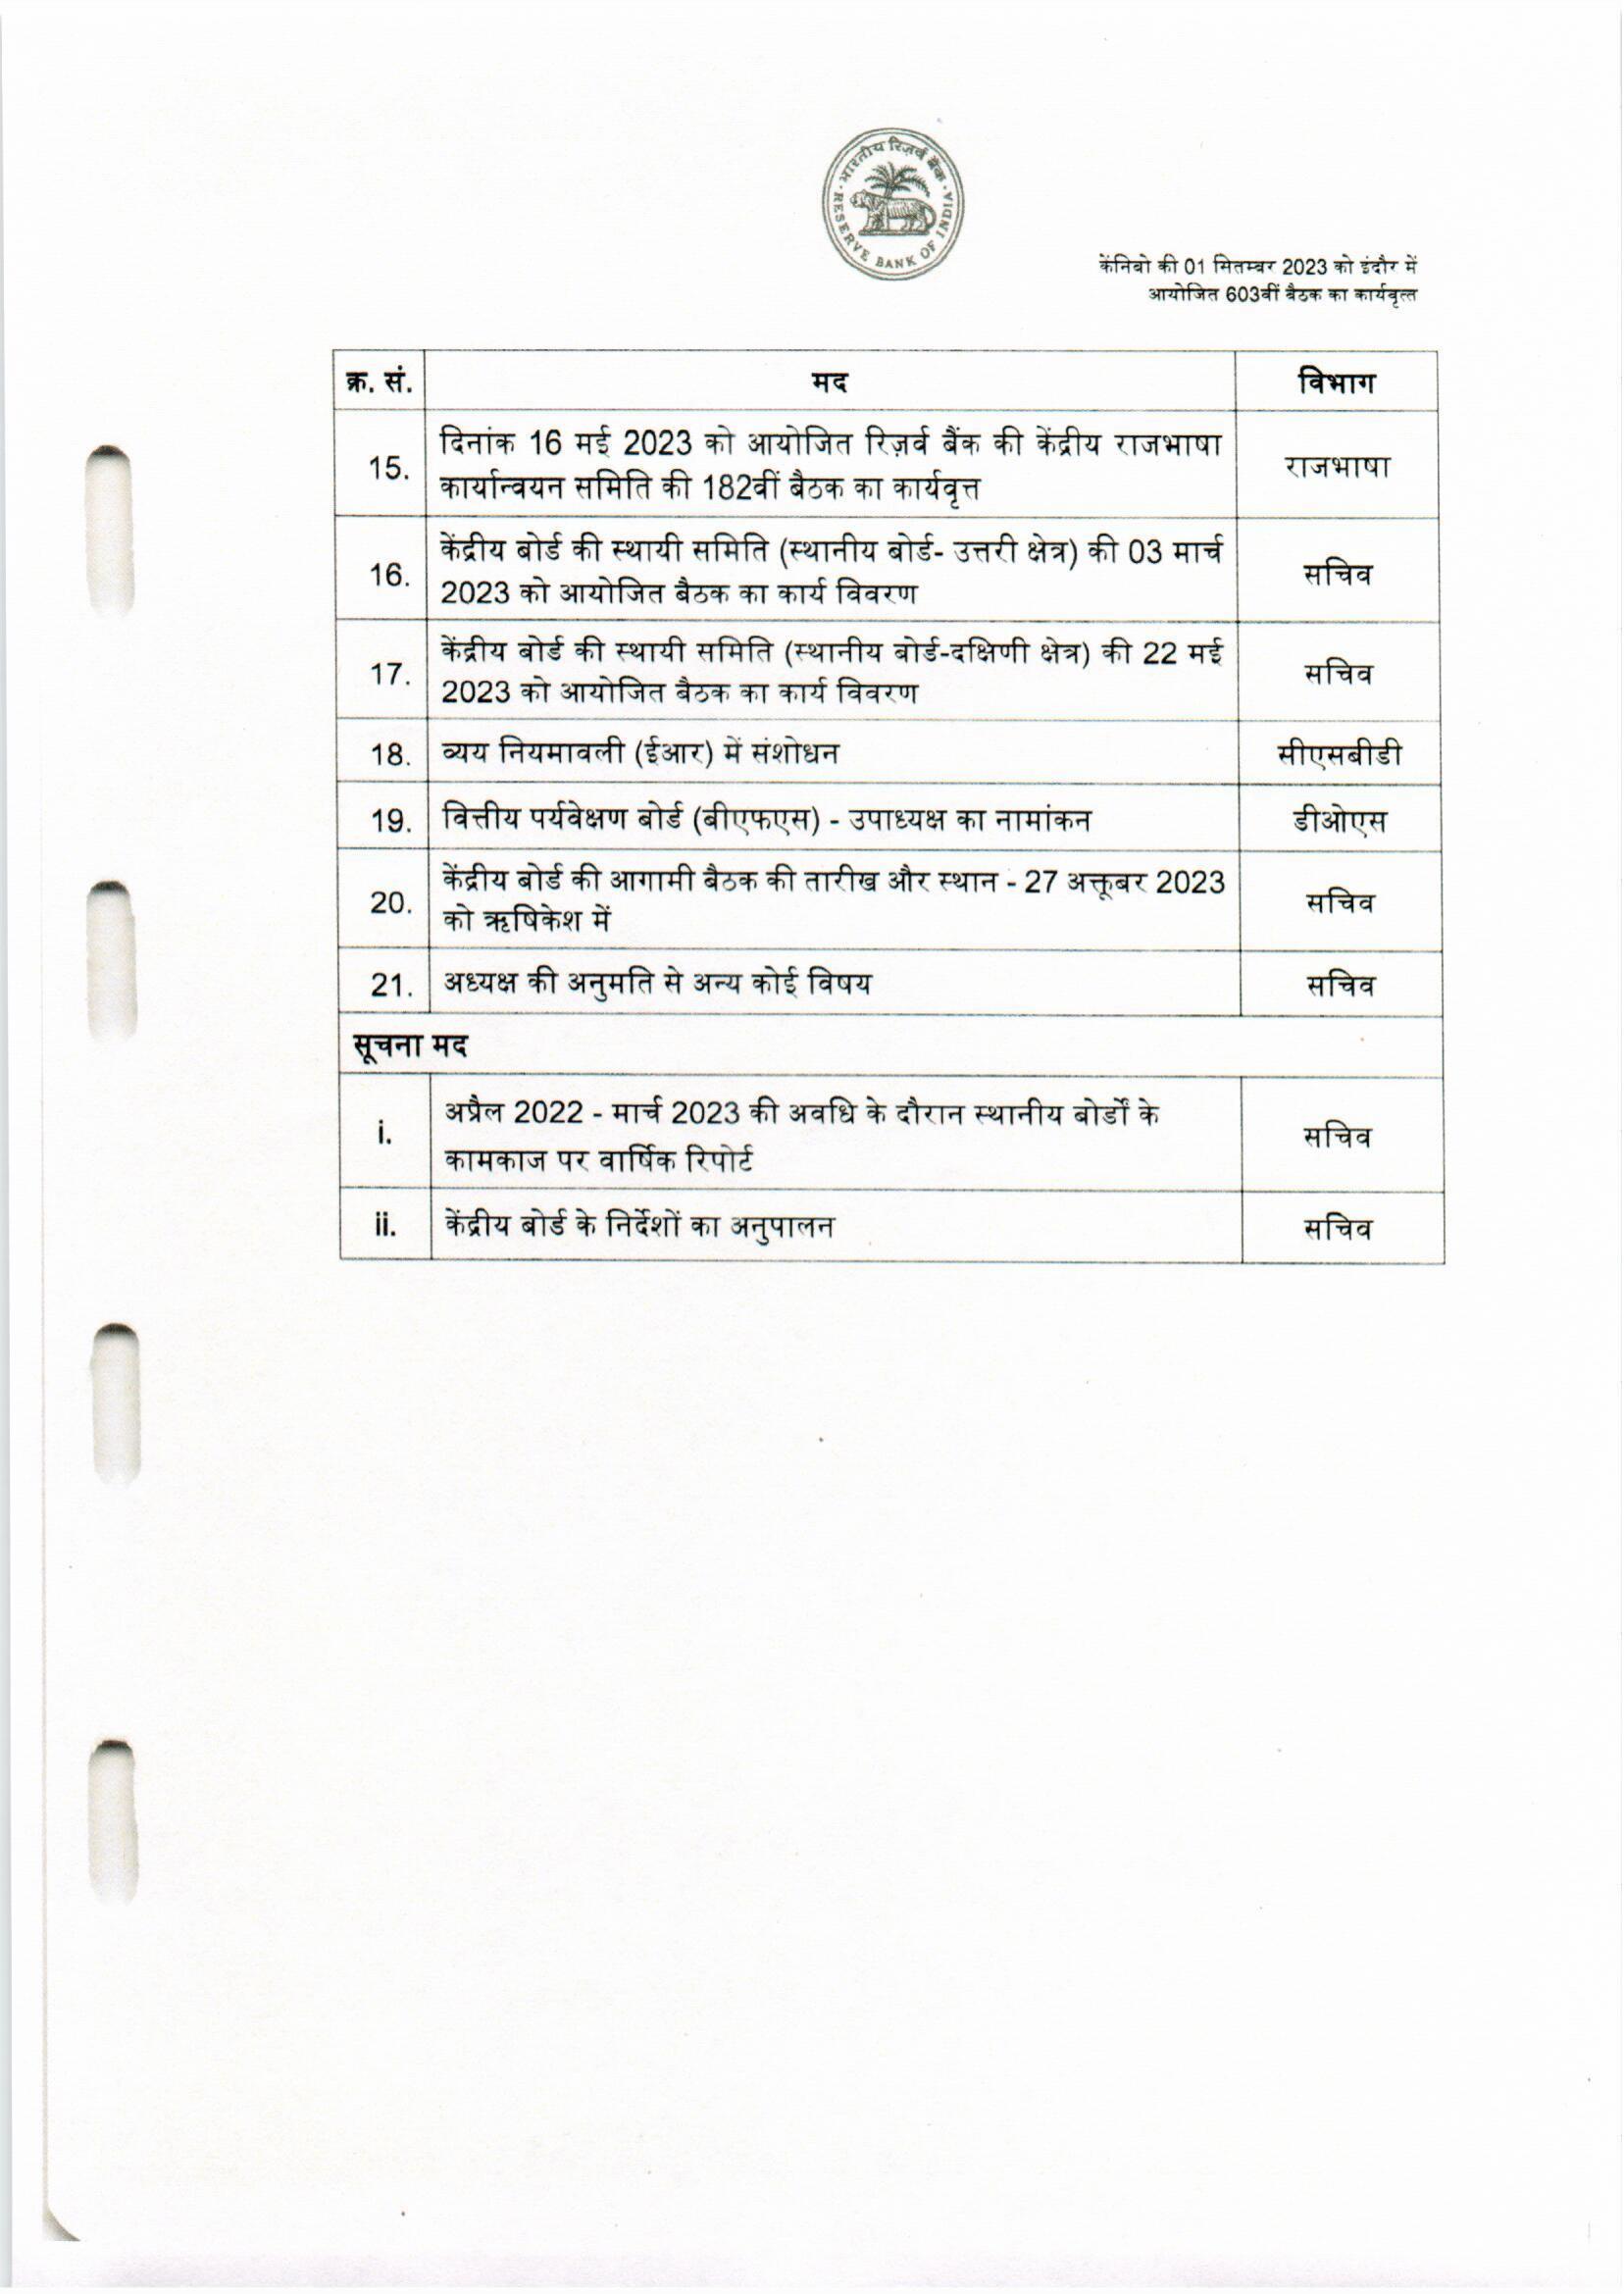 भारतीय रिज़र्व बैंक
RESERVE BANK OF INDIA
केंनिबो की 01 सितम्बर 2023 को इंदौर में
आयोजित 603वीं बैठक का कार्यवृत्त
क्र. सं. मद विभाग
15. दिनांक 16 मई 2023 को आयोजित रिज़र्व बैंक की केंद्रीय राजभाषा
कार्यान्वयन समिति की 182वीं बैठक का कार्यवृत्त राजभाषा
16. केंद्रीय बोर्ड की स्थायी समिति (स्थानीय बोर्ड- उत्तरी क्षेत्र) की 03 मार्च
2023 को आयोजित बैठक का कार्य विवरण सचिव
17. केंद्रीय बोर्ड की स्थायी समिति (स्थानीय बोर्ड-दक्षिणी क्षेत्र) की 22 मई
2023 को आयोजित बैठक का कार्य विवरण सचिव
18. व्यय नियमावली (ईआर) में संशोधन सीएसबीडी
19. वित्तीय पर्यवेक्षण बोर्ड (बीएफएस) - उपाध्यक्ष का नामांकन डीओएस
20. केंद्रीय बोर्ड की आगामी बैठक की तारीख और स्थान - 27 अक्तूबर 2023
को ऋषिकेश में सचिव
21. अध्यक्ष की अनुमति से अन्य कोई विषय सचिव
सूचना मद
i. अप्रैल 2022 - मार्च 2023 की अवधि के दौरान स्थानीय बोर्डों के
कामकाज पर वार्षिक रिपोर्ट सचिव
ii. केंद्रीय बोर्ड के निर्देशों का अनुपालन सचिव